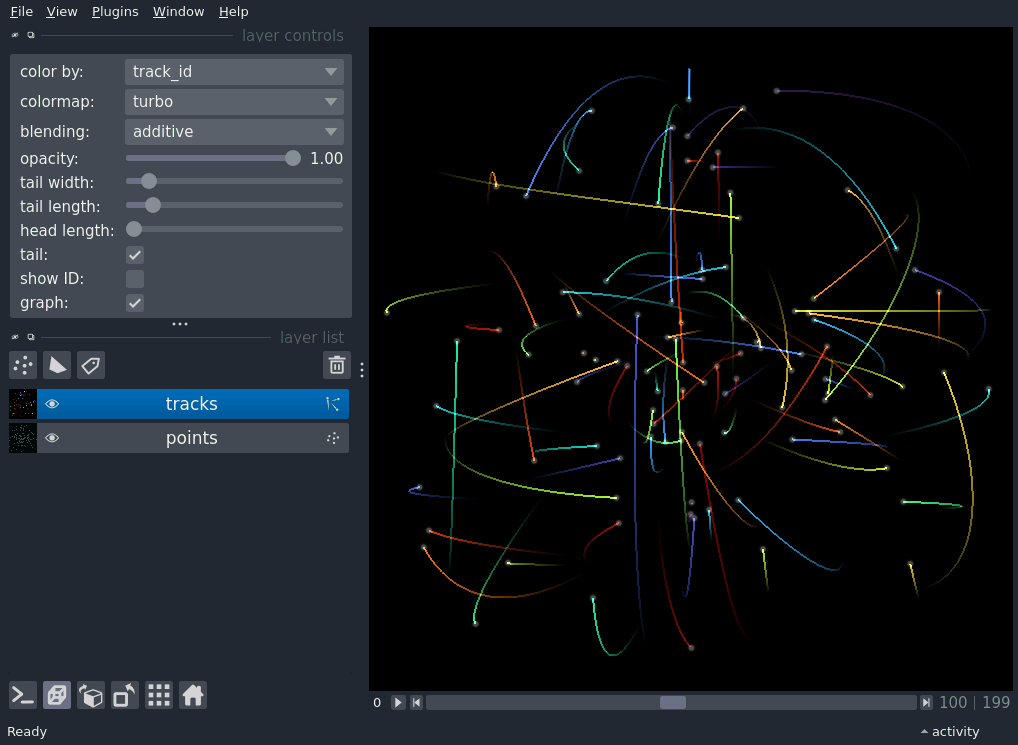 File View Plugins Window Help
layer controls
color by: track_id
colormap: turbo
blending: additive
opacity: 1.00
tail width:
tail length:
head length:
tail:
show ID:
graph:
layer list
tracks
points
0 100 | 199
Ready activity